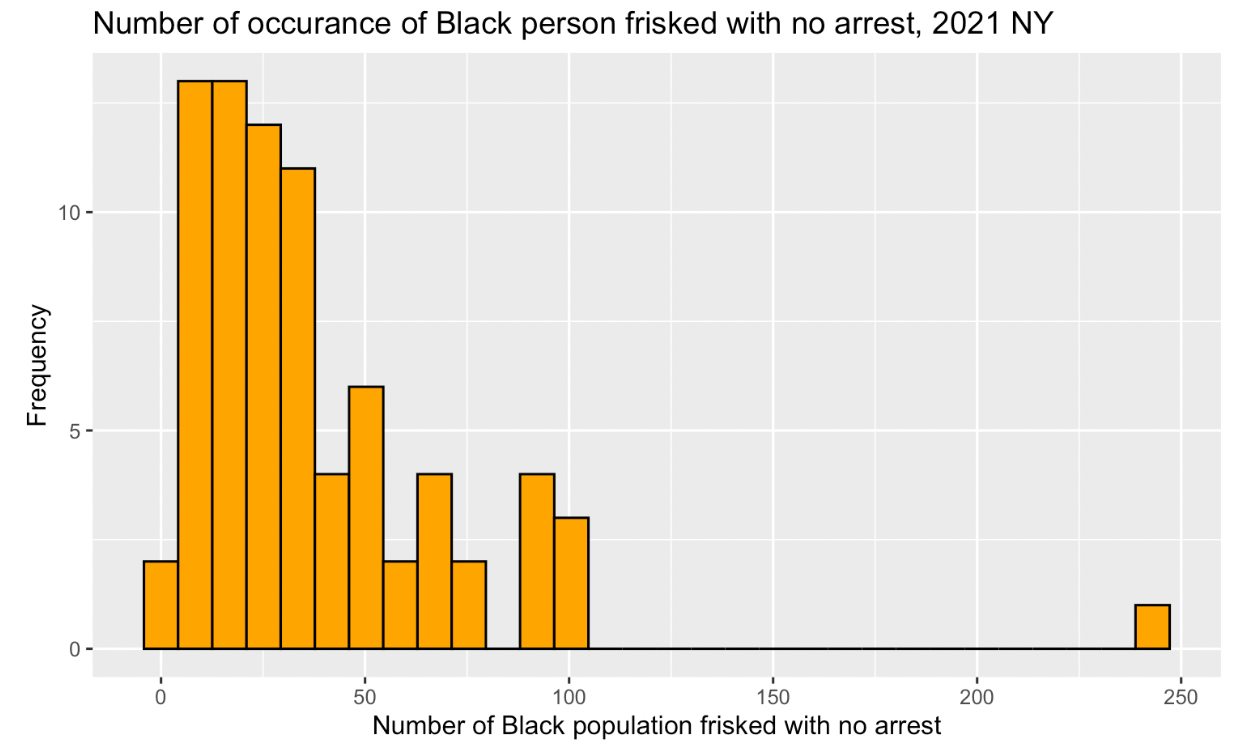 Number of occurance of Black person frisked with no arrest, 2021 NY
Frequency
10
5
0
0 50 100 150 200 250
Number of Black population frisked with no arrest